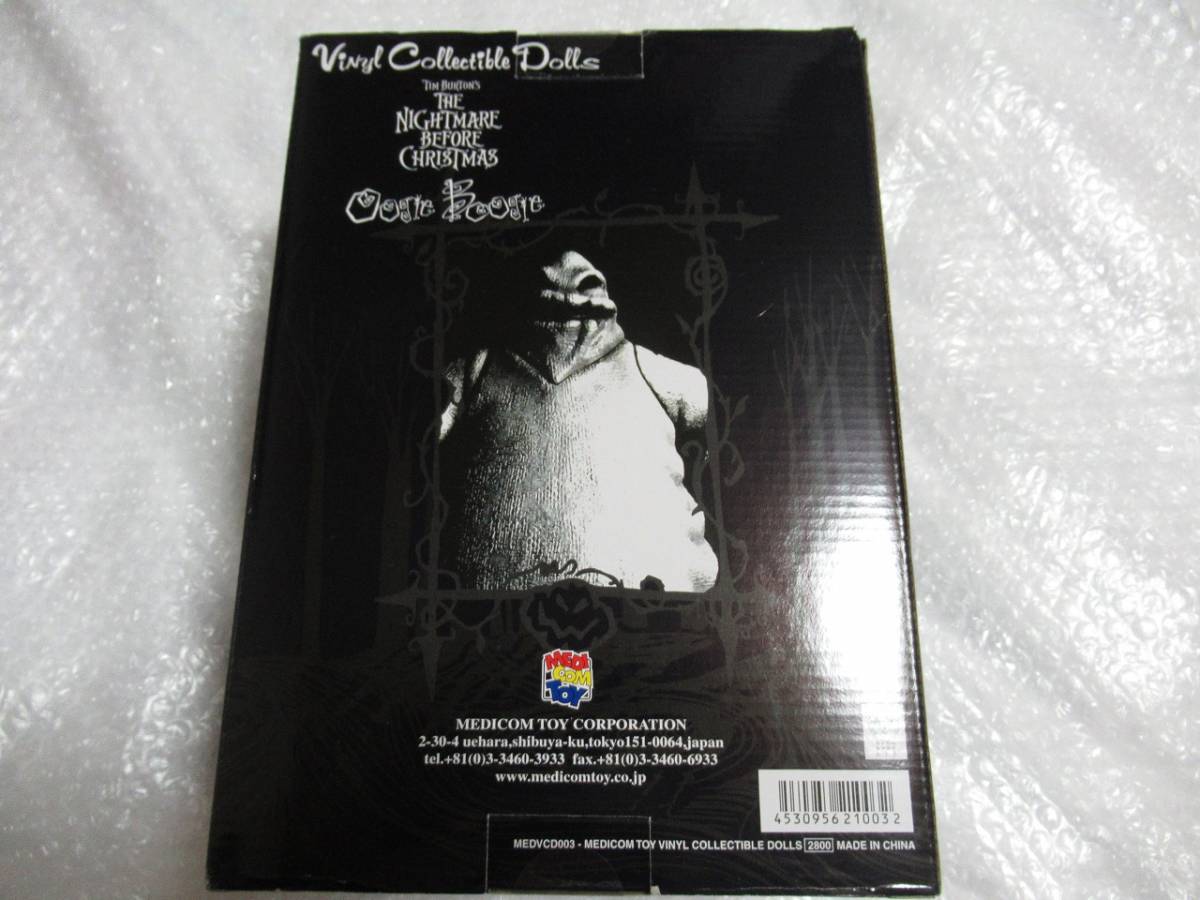 Vinyl Collectible Dolls
TIM BURTON'S
THE
NIGHTMARE
BEFORE
CHRISTMAS
Oogie Boogie
MEDI
COM
TOY
MEDICOM TOY CORPORATION
2-30-4 uehara,shibuya-ku,tokyo151-0064,japan
tel.+81(0)3-3460-3933 fax.+81(0)3-3460-6933
www.medicomtoy.co.jp
4530956210032
MEDVCD003 - MEDICOM TOY VINYL COLLECTIBLE DOLLS 2800 MADE IN CHINA